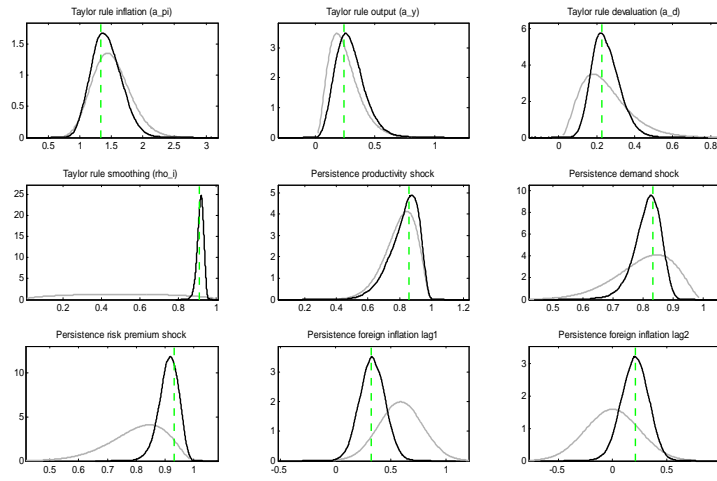 Taylor rule inflation (a_pi)
Taylor rule output (a_y)
Taylor rule devaluation (a_d)
1.5
1
0.5
0
0.5 1 1.5 2 2.5 3
3
2
1
0
0 0.5 1
6
4
2
0
0 0.2 0.4 0.6 0.8
Taylor rule smoothing (rho_i)
Persistence productivity shock
Persistence demand shock
25
20
15
10
5
0
0.2 0.4 0.6 0.8 1
5
4
3
2
1
0
0.2 0.4 0.6 0.8 1 1.2
10
8
6
4
2
0
0.5 0.6 0.7 0.8 0.9 1
Persistence risk premium shock
Persistence foreign inflation lag1
Persistence foreign inflation lag2
10
5
0
0.5 0.6 0.7 0.8 0.9 1
3
2
1
0
-0.5 0 0.5 1
3
2
1
0
-0.5 0 0.5